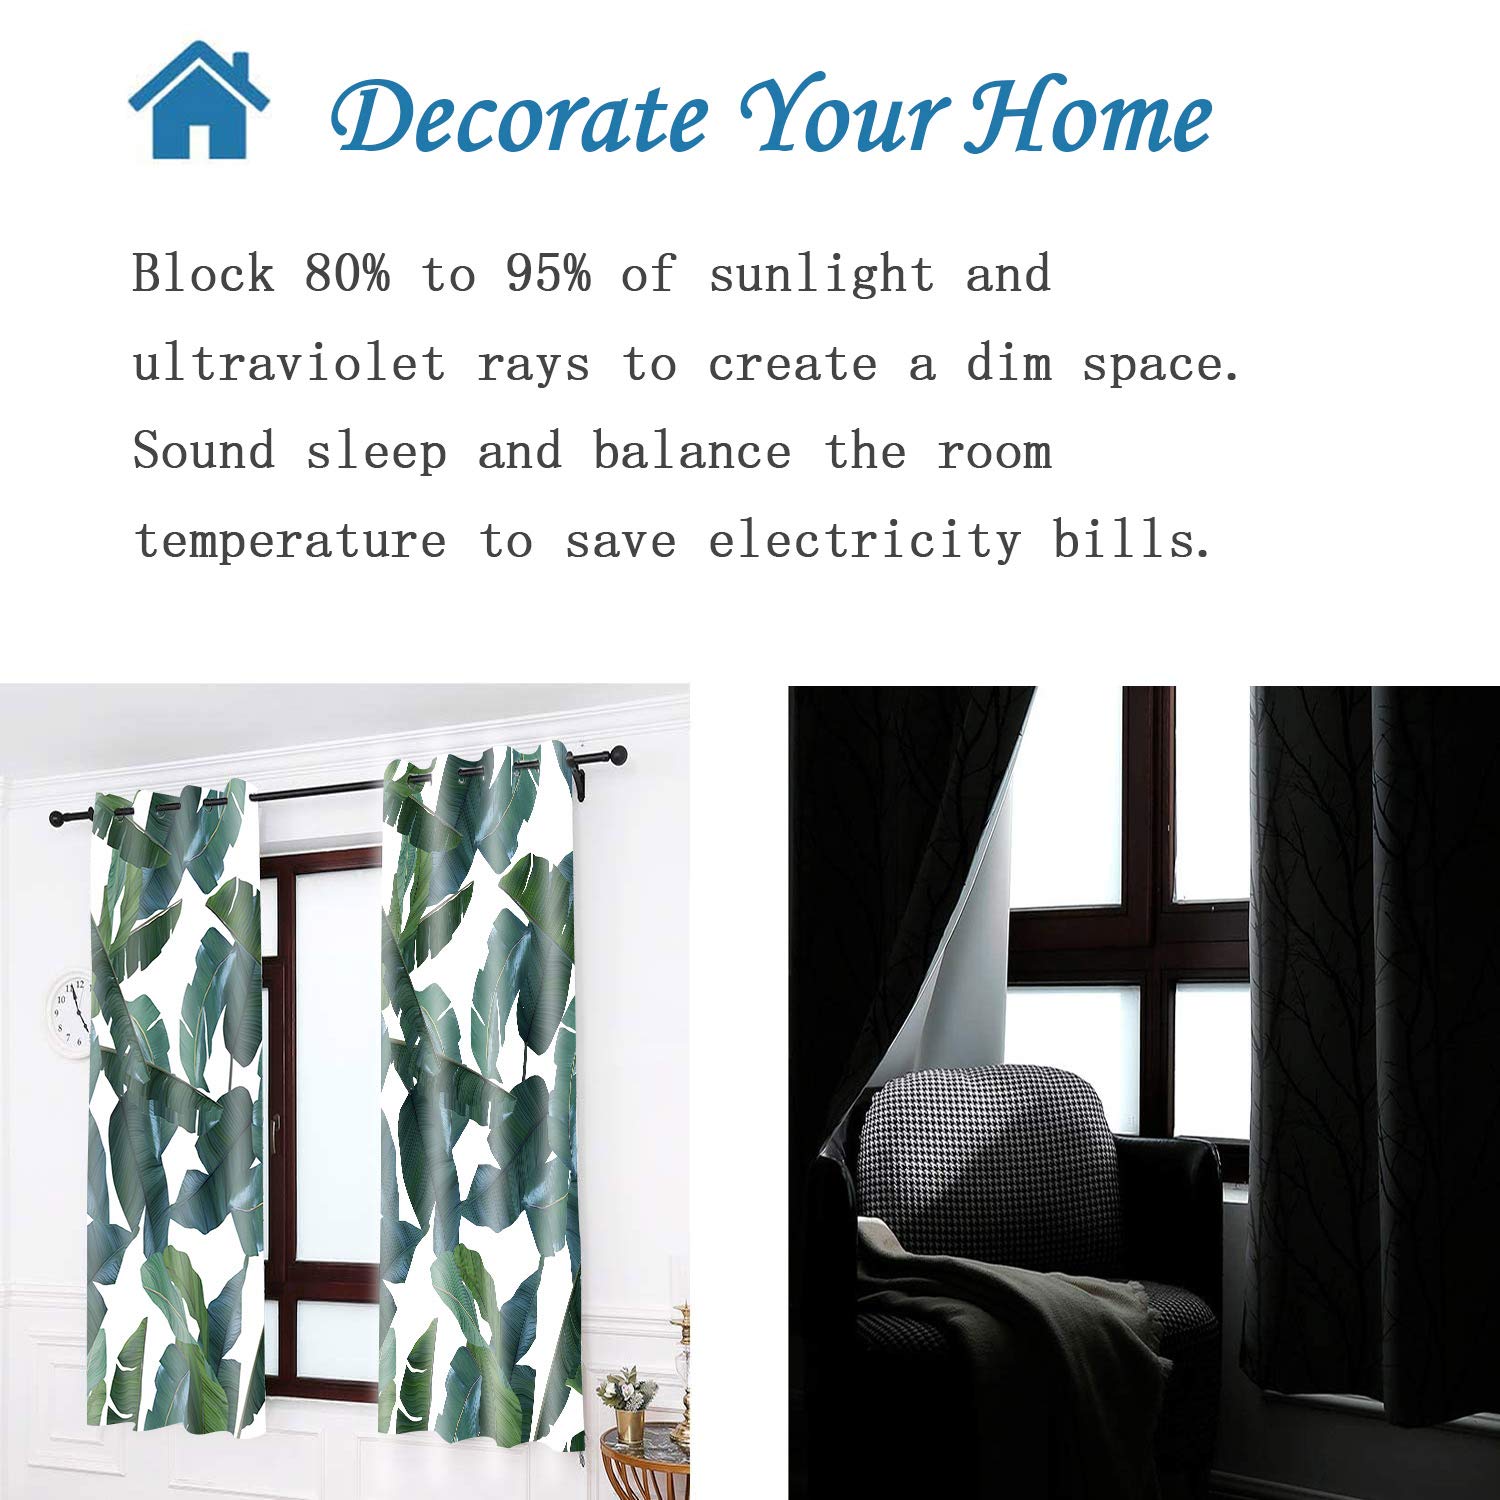 Decorate Your Home
Block 80% to 95% of sunlight and
ultraviolet rays to create a dim space.
Sound sleep and balance the room
temperature to save electricity bills.